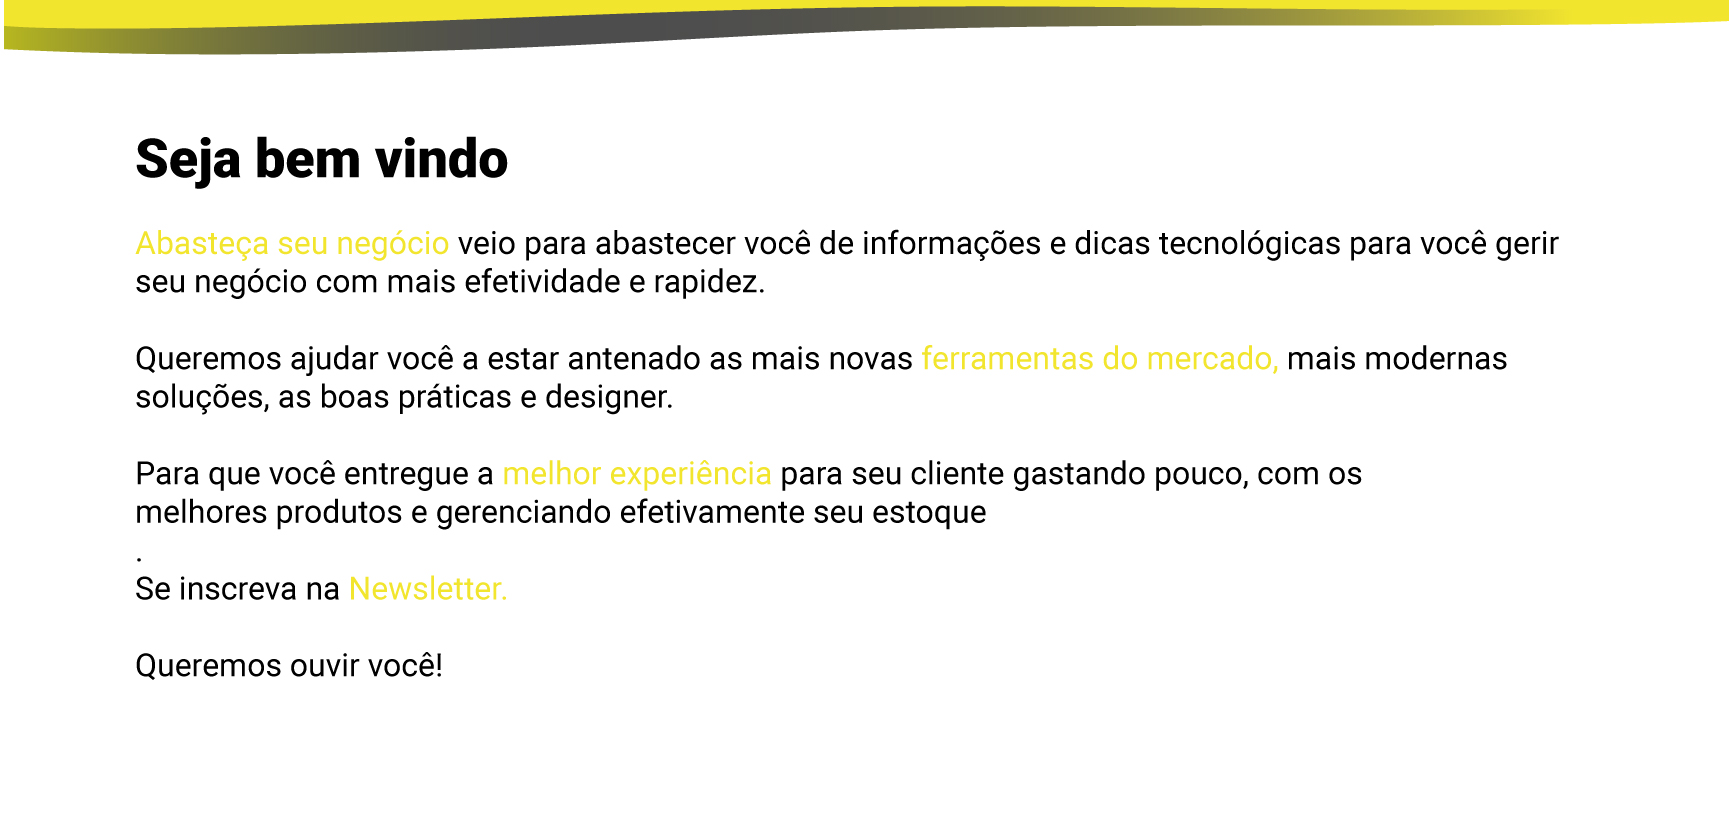 Seja bem vindo
Abasteça seu negócio veio para abastecer você de informações e dicas tecnológicas para você gerir
seu negócio com mais efetividade e rapidez.
Queremos ajudar você a estar antenado as mais novas ferramentas do mercado, mais modernas
soluções, as boas práticas e designer.
Para que você entregue a melhor experiência para seu cliente gastando pouco, com os
melhores produtos e gerenciando efetivamente seu estoque
.
Se inscreva na Newsletter.
Queremos ouvir você!